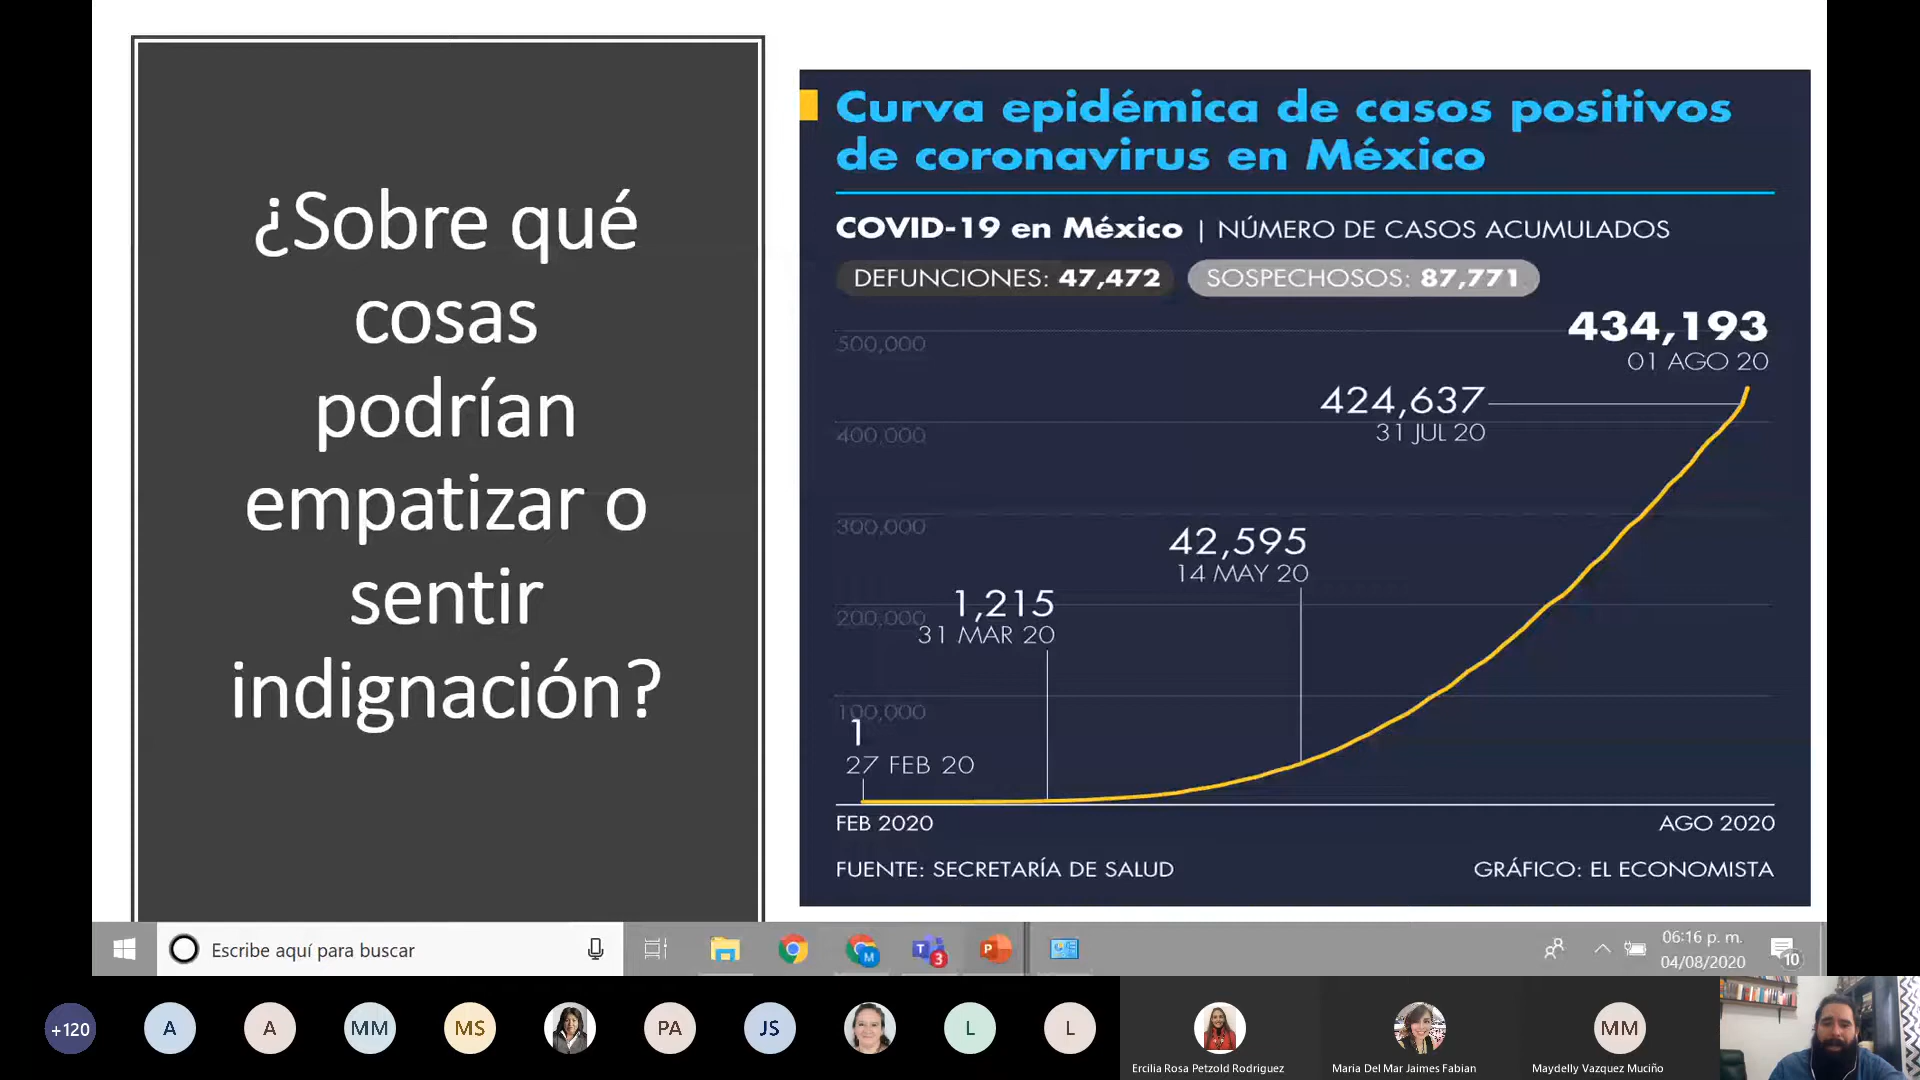 ¿Sobre qué
cosas
podrían
empatizar o
sentir
indignación?
Curva epidémica de casos positivos
de coronavirus en México
COVID-19 en México | NÚMERO DE CASOS ACUMULADOS
DEFUNCIONES: 47,472 SOSPECHOSOS: 87,771
434,193
01 AGO 20
500,000
424,637
31 JUL 20
400,000
300,000
42,595
14 MAY 20
1,215
31 MAR 20
200,000
100,000
1
27 FEB 20
FEB 2020 AGO 2020
FUENTE: SECRETARÍA DE SALUD GRÁFICO: EL ECONOMISTA
Escribe aquí para buscar
M
T
3
P
06:16 p. m.
04/08/2020
10
+120 A A MM MS PA JS L L MM
Ercilia Rosa Petzold Rodriguez Maria Del Mar Jaimes Fabian Maydelly Vazquez Muciño